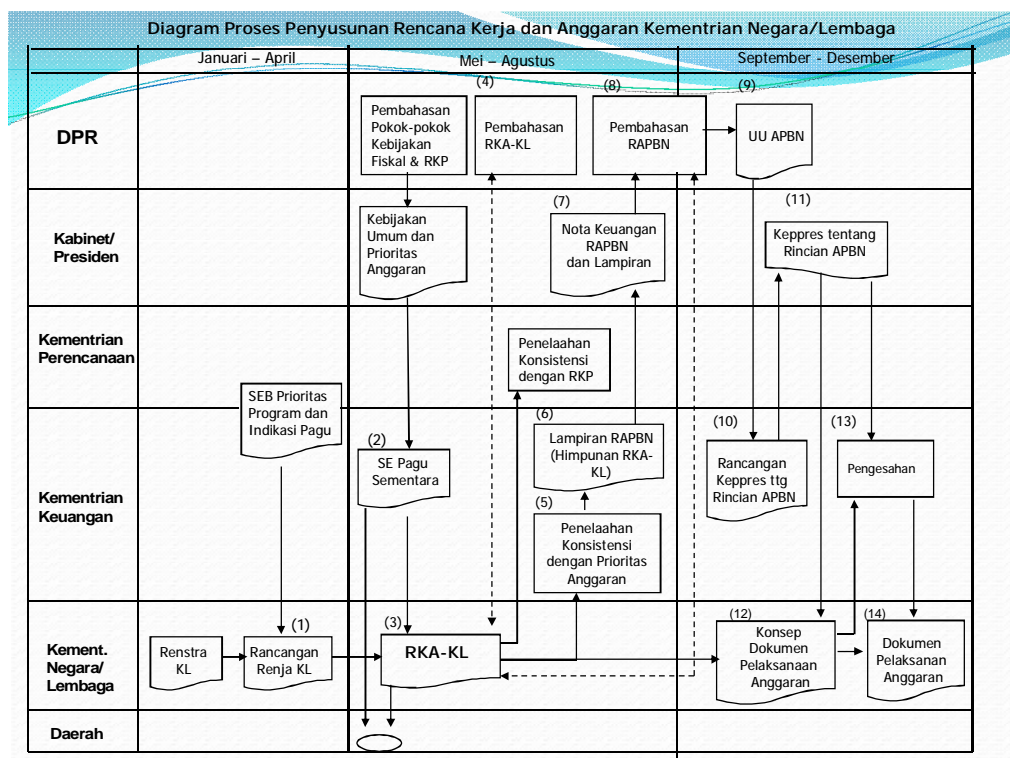 Diagram Proses Penyusunan Rencana Kerja dan Anggaran Kementrian Negara/Lembaga
Januari – April
Mei – Agustus
September - Desember
DPR
Pembahasan
Pokok-pokok
Kebijakan
Fiskal & RKP
(4)
Pembahasan
RKA-KL
(8)
Pembahasan
RAPBN
(9)
UU APBN
Kabinet/
Presiden
Kebijakan
Umum dan
Prioritas
Anggaran
(7)
Nota Keuangan
RAPBN
dan Lampiran
(11)
Keppres tentang
Rincian APBN
Kementrian
Perencanaan
Penelaahan
Konsistensi
dengan RKP
SEB Prioritas
Program dan
Indikasi Pagu
Kementrian
Keuangan
(2)
SE Pagu
Sementara
(6)
Lampiran RAPBN
(Himpunan RKA-
KL)
(5)
Penelaahan
Konsistensi
dengan Prioritas
Anggaran
(10)
Rancangan
Keppres ttg
Rincian APBN
(13)
Pengesahan
Kement.
Negara/
Lembaga
Renstra
KL
(1)
Rancangan
Renja KL
(3)
RKA-KL
(12)
Konsep
Dokumen
Pelaksanaan
Anggaran
(14)
Dokumen
Pelaksanan
Anggaran
Daerah